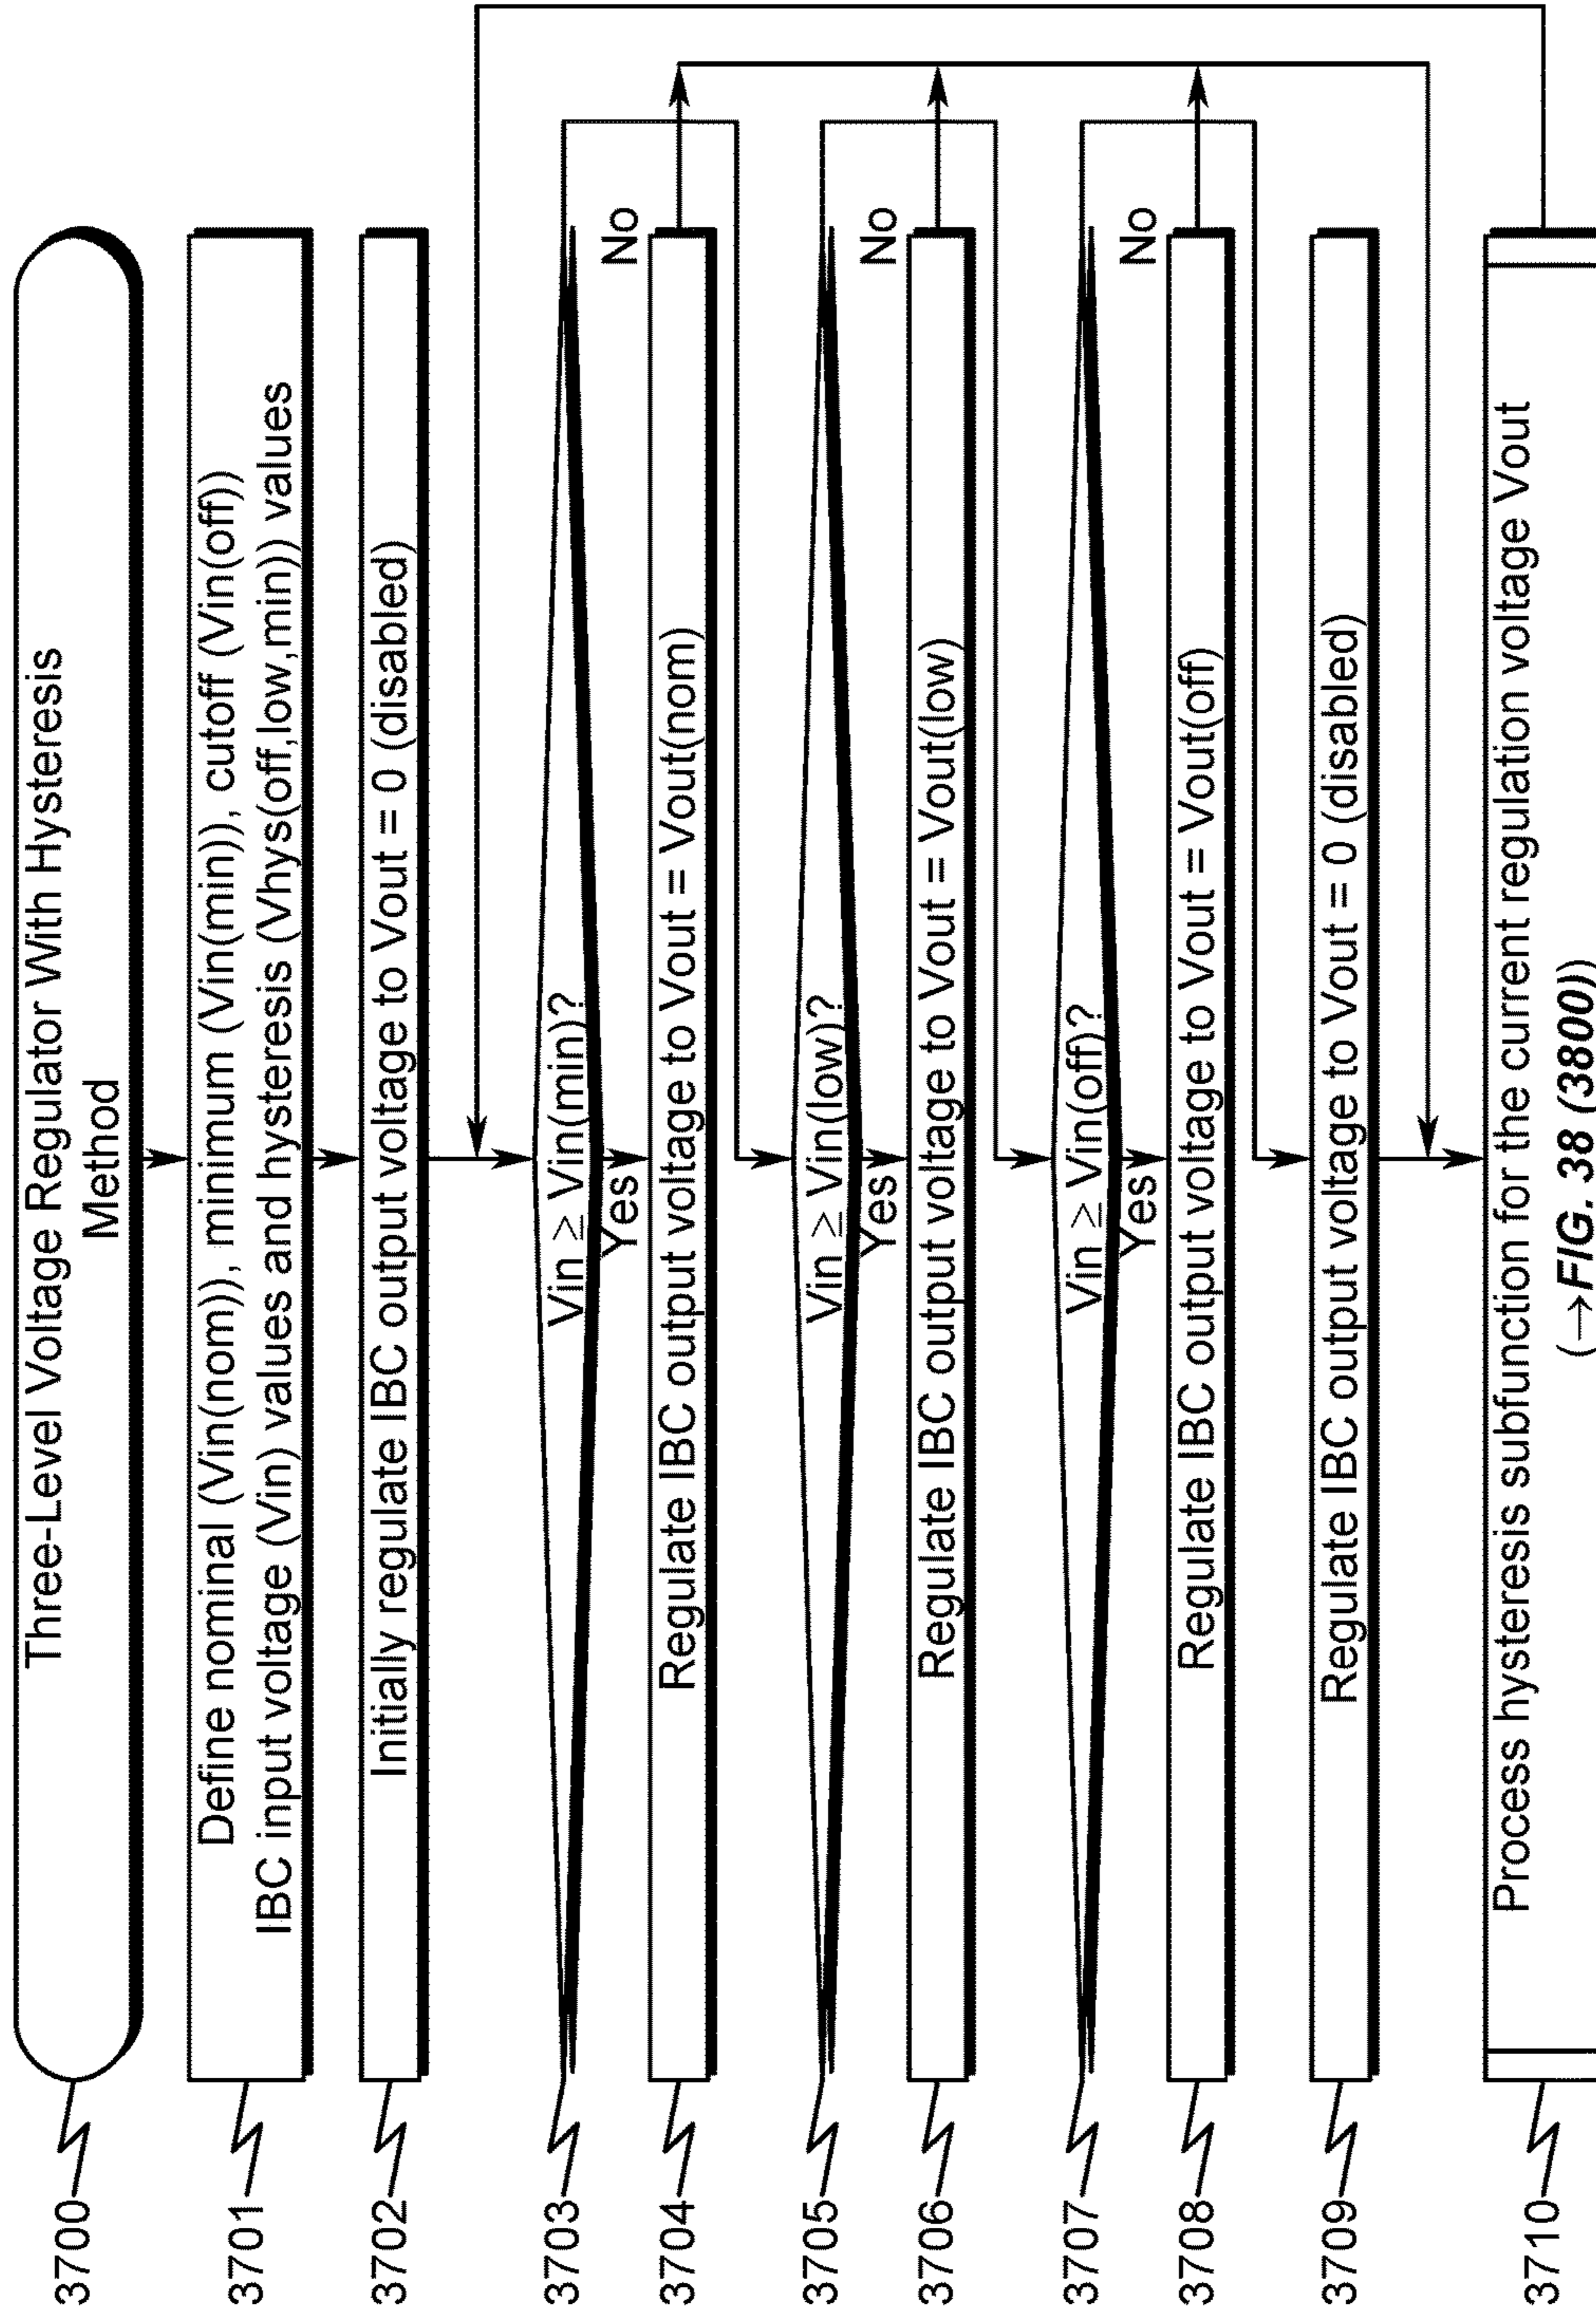 Three-Level Voltage Regulator With Hysteresis
Method
3700
Define nominal (Vin(nom)), minimum (Vin(min)), cutoff (Vin(off))
IBC input voltage (Vin) values and hysteresis (Vhys(off,low,min)) values
3701
Initially regulate IBC output voltage to Vout = 0 (disabled)
3702
Vin ≥ Vin(min)?
3703
Yes
No
Regulate IBC output voltage to Vout = Vout(nom)
3704
Vin ≥ Vin(low)?
3705
Yes
No
Regulate IBC output voltage to Vout = Vout(low)
3706
Vin ≥ Vin(off)?
3707
Yes
No
Regulate IBC output voltage to Vout = Vout(off)
3708
Regulate IBC output voltage to Vout = 0 (disabled)
3709
Process hysteresis subfunction for the current regulation voltage Vout
3710
(→FIG. 38 (3800))